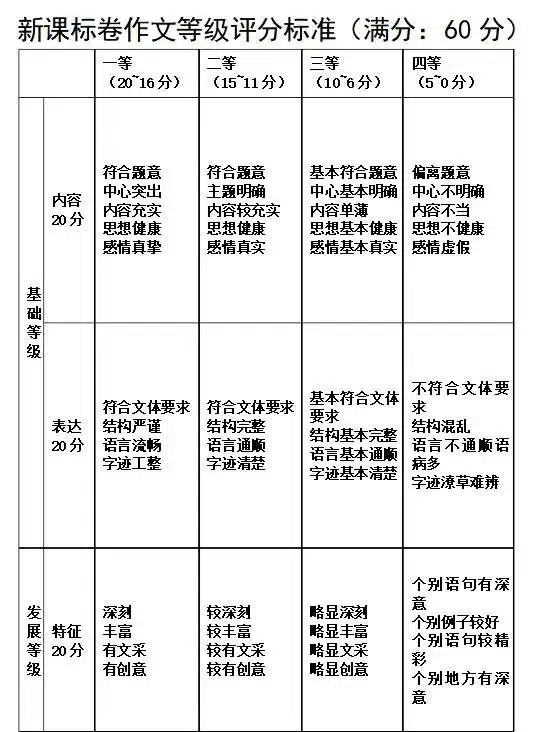 新课标卷作文等级评分标准（满分：60分）
一等
（20~16分）
二等
（15~11分）
三等
（10~6分）
四等
（5~0分）
基础等级
内容
20分
符合题意
中心突出
内容充实
思想健康
感情真挚
符合题意
主题明确
内容较充实
思想健康
感情真实
基本符合题意
中心基本明确
内容单薄
思想基本健康
感情基本真实
偏离题意
中心不明确
内容不当
思想不健康
感情虚假
表达
20分
符合文体要求
结构严谨
语言流畅
字迹工整
符合文体要求
结构完整
语言通顺
字迹清楚
基本符合文体
要求
结构基本完整
语言基本通顺
字迹基本清楚
不符合文体要
求
结构混乱
语言不通顺语
病多
字迹潦草难辨
发展等级
特征
20分
深刻
丰富
有文采
有创意
较深刻
较丰富
较有文采
较有创意
略显深刻
略显丰富
略显文采
略显创意
个别语句有深
意
个别例子较好
个别语句较精
彩
个别地方有深
意